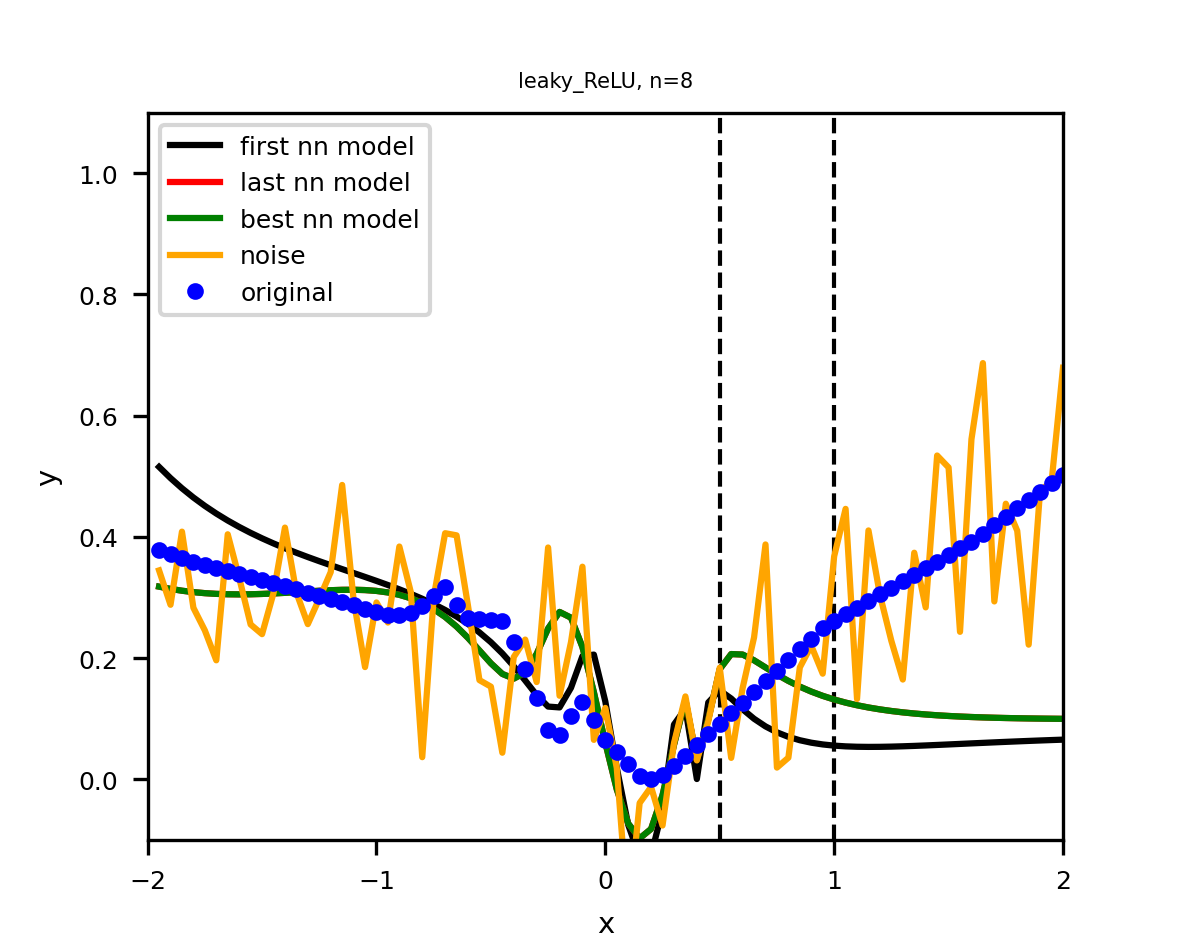 leaky_ReLU, n=8
first nn model
last nn model
best nn model
noise
original
1.0
0.8
0.6
0.4
0.2
0.0
y
−2
−1
0
1
2
x